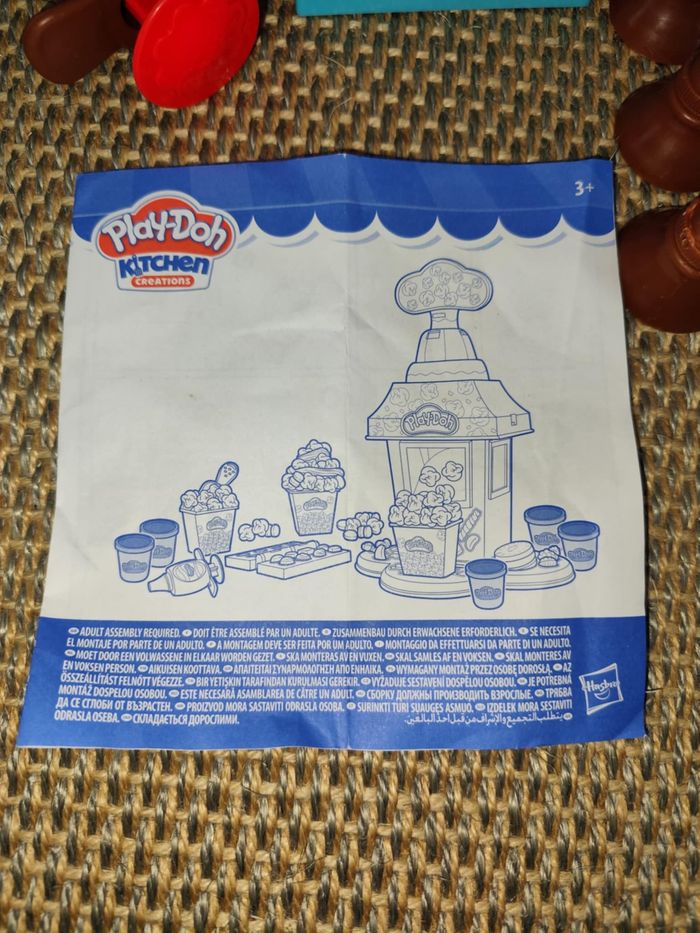 3+
Play-Doh
KITCHEN
CREATIONS
Play-Doh
ADULT ASSEMBLY REQUIRED. DOIT ÊTRE ASSEMBLÉ PAR UN ADULTE. ZUSAMMENBAU DURCH ERWACHSENE ERFORDERLICH. SE NECESITA
EL MONTAJE POR PARTE DE UN ADULTO. A MONTAGEM DEVE SER FEITA POR UM ADULTO. MONTAGGIO DA EFFETTUARSI DA PARTE DI UN ADULTO.
MOET DOOR EEN VOLWASSENE IN ELKAAR WORDEN GEZET. SKA MONTERAS AV EN VUXEN. SKAL SAMLES AF EN VOKSEN. SKAL MONTERES AV
EN VOKSEN PERSON. AIKUISEN KOOTTAVA. ΑΠΑΙΤΕΙΤΑΙ ΣΥΝΑΡΜΟΛΟΓΗΣΗ ΑΠΟ ΕΝΗΛΙΚΑ. WYMAGANY MONTAŻ PRZEZ OSOBĘ DOROSŁĄ. AZ
ÖSSZEÁLLÍTÁST FELNŐTT VÉGEZZE. BİR YETİŞKİN TARAFINDAN KURULMASI GEREKİR. VYŽADUJE SESTAVENÍ DOSPĚLOU OSOBOU. JE POTREBNÁ
MONTÁŽ DOSPELOU OSOBOU. ESTE NECESARĂ ASAMBLAREA DE CĂTRE UN ADULT. СБОРКУ ДОЛЖНЫ ПРОИЗВОДИТЬ ВЗРОСЛЫЕ. ТРЯБВА
ДА СЕ СГЛОБИ ОТ ВЪЗРАСТЕН. PROIZVOD MORA SASTAVITI ODRASLA OSOBA. SURINKTI TURI SUAUGĘS ASMUO. IZDELEK MORA SESTAVITI
ODRASLA OSEBA. СКЛАДАЄТЬСЯ ДОРОСЛИМИ. يتطلب التجميع والإشراف من قبل أحد البالغين.
Hasbro